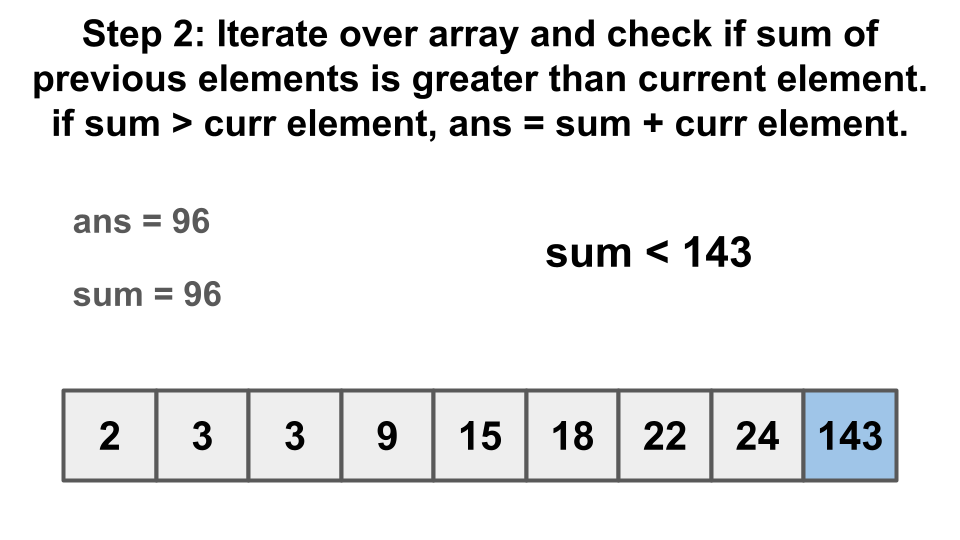 Step 2: Iterate over array and check if sum of
previous elements is greater than current element.
if sum > curr element, ans = sum + curr element.
ans = 96
sum < 143
sum = 96
2 3 3 9 15 18 22 24 143